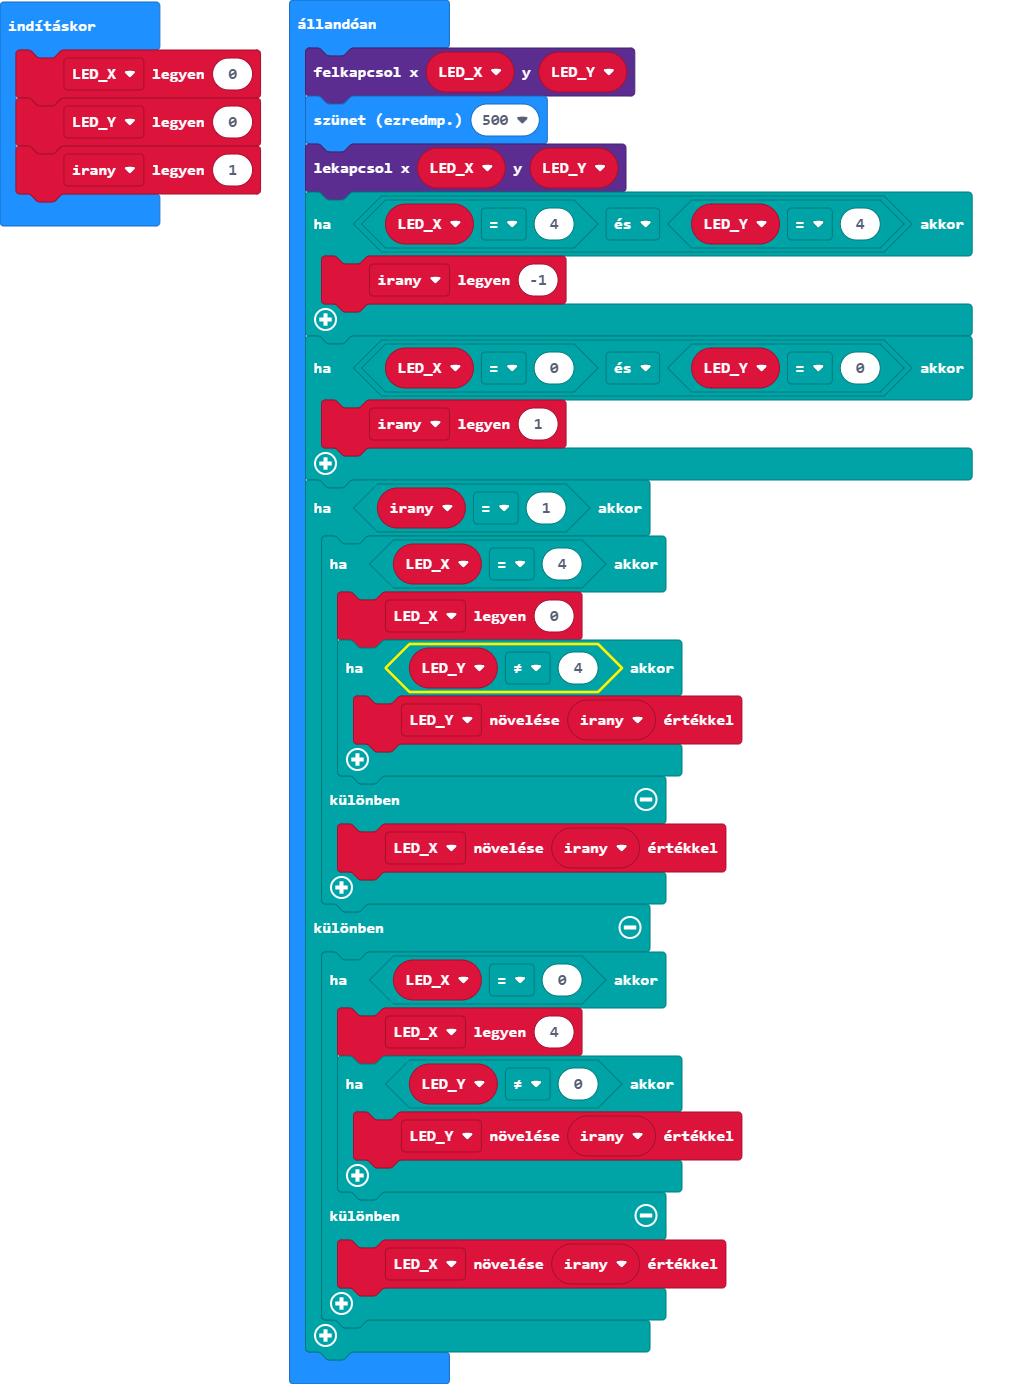 indításkor
LED_X legyen 0
LED_Y legyen 0
irany legyen 1
állandóan
felkapcsol x LED_X y LED_Y
szünet (ezredmp.) 500
lekapcsol x LED_X y LED_Y
ha LED_X = 4 és LED_Y = 4 akkor
irany legyen -1
ha LED_X = 0 és LED_Y = 0 akkor
irany legyen 1
ha irany = 1 akkor
ha LED_X = 4 akkor
LED_X legyen 0
ha LED_Y ≠ 4 akkor
LED_Y növelése irany értékkel
különben
LED_X növelése irany értékkel
különben
ha LED_X = 0 akkor
LED_X legyen 4
ha LED_Y ≠ 0 akkor
LED_Y növelése irany értékkel
különben
LED_X növelése irany értékkel